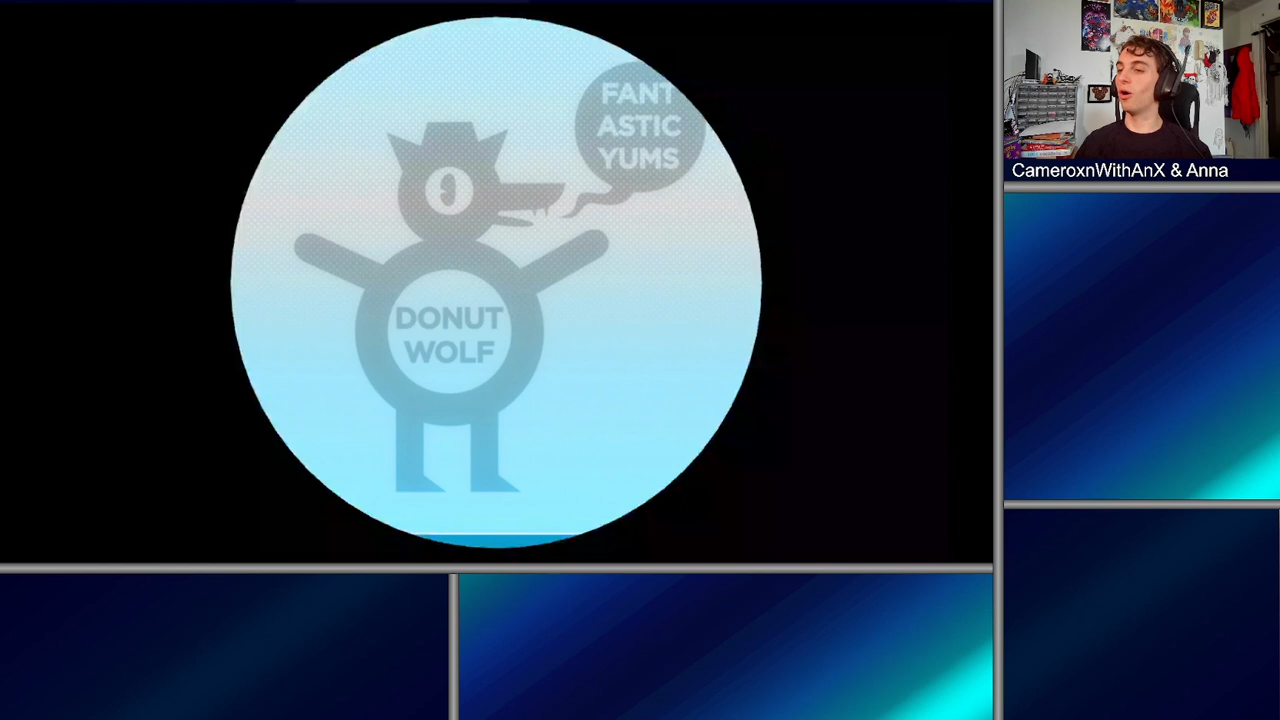 FANT
ASTIC
YUMS
DONUT
WOLF
CameroxnWithAnX & Anna